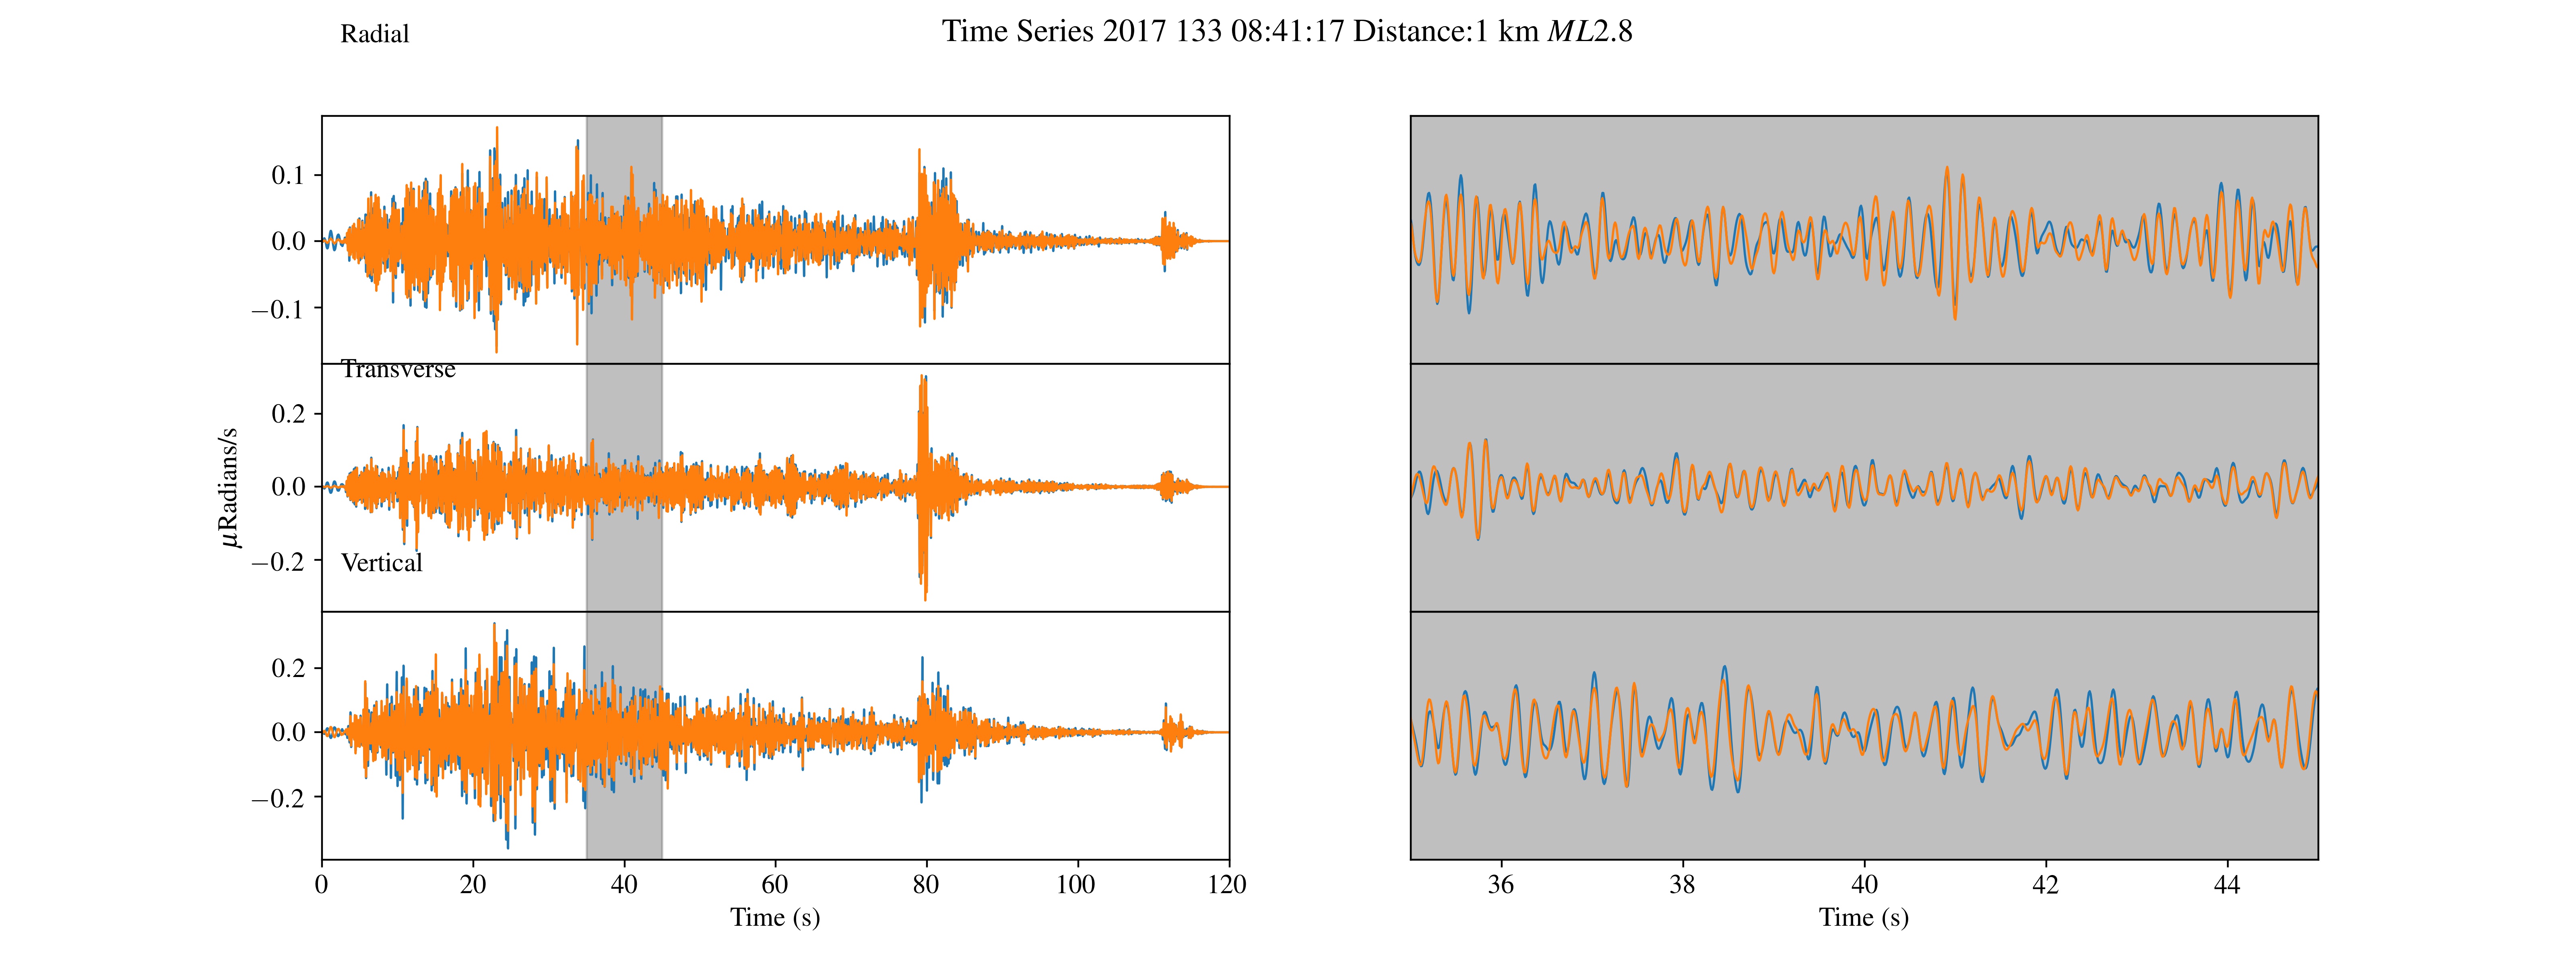 Radial
Time Series 2017 133 08:41:17 Distance:1 km ML2.8
0.1
0.0
−0.1
Transverse
0.2
0.0
−0.2
μRadians/s
Vertical
0.2
0.0
−0.2
0 20 40 60 80 100 120
Time (s)
36 38 40 42 44
Time (s)